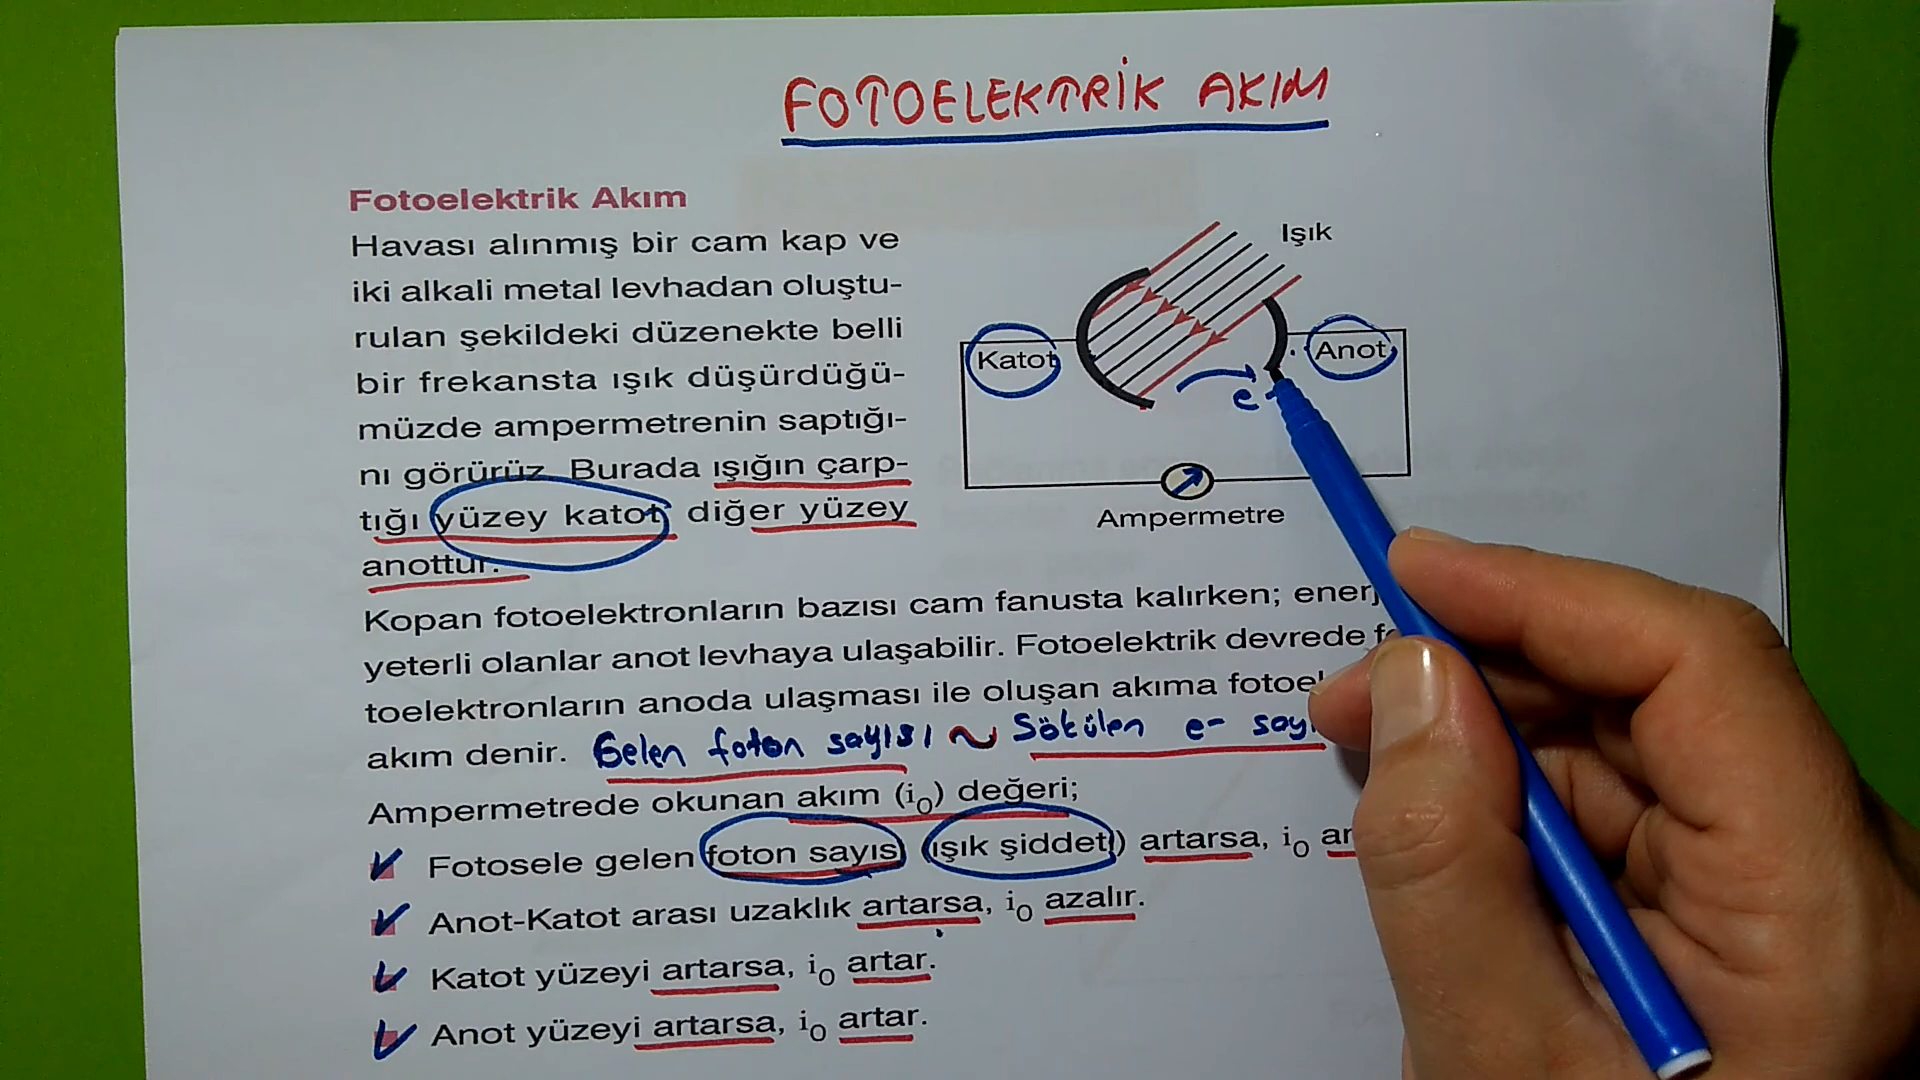 FOTOELEKTRİK AKIM
Fotoelektrik Akım
Havası alınmış bir cam kap ve
iki alkali metal levhadan oluştu-
rulan şekildeki düzenekte belli
bir frekansta ışık düşürdüğü-
müzde ampermetrenin saptığı-
nı görürüz. Burada ışığın çarp-
tığı yüzey katot diğer yüzey
anottur.
Işık
Katot
Anot
e-
Ampermetre
Kopan fotoelektronların bazısı cam fanusta kalırken;
yeterli olanlar anot levhaya ulaşabilir. Fotoelektrik devrede
toelektronların anoda ulaşması ile oluşan akıma
akım denir. Gelen foton sayısı ~ Sökülen e-
Ampermetrede okunan akım (i0) değeri;
Fotosele gelen foton sayısı (ışık şiddeti) artarsa, i0
Anot-Katot arası uzaklık artarsa, i0 azalır.
Katot yüzeyi artarsa, i0 artar.
Anot yüzeyi artarsa, i0 artar.